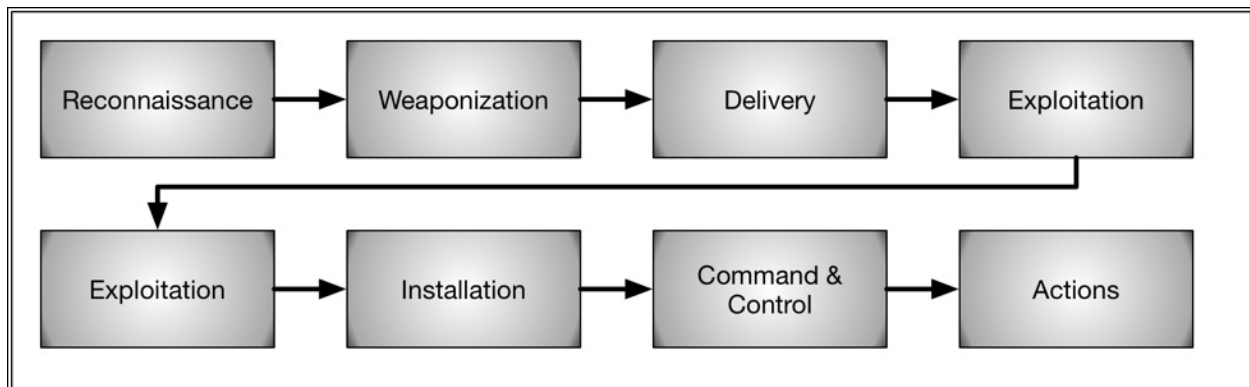 Reconnaissance
Weaponization
Delivery
Exploitation
Exploitation
Installation
Command &
Control
Actions